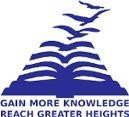 GAIN MORE KNOWLEDGE
REACH GREATER HEIGHTS